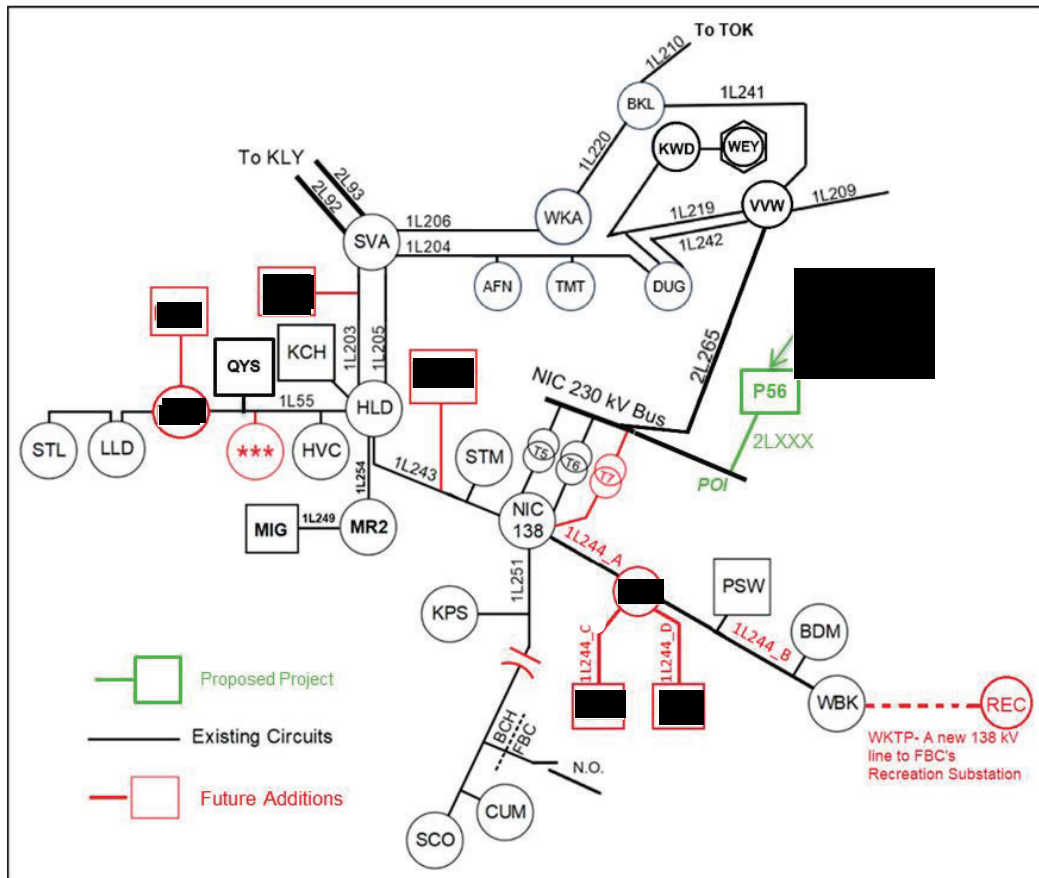 To TOK
1L210
BKL
1L241
KWD
WEY
1L220
To KLY
2L93
2L92
VVW
1L209
WKA
1L219
1L206
SVA
1L242
1L204
AFN
TMT
DUG
1L203
1L205
KCH
QYS
2L265
NIC 230 kV Bus
P56
1L55
HLD
2LXXX
STL
LLD
***
HVC
STM
1L243
T5
T6
T7
POI
1L254
NIC
138
MIG
1L249
MR2
1L244_A
1L251
PSW
KPS
BDM
1L244_B
1L244_C
1L244_D
Proposed Project
WBK
REC
BCH
FBC
WKTP- A new 138 kV
line to FBC's
Recreation Substation
Existing Circuits
N.O.
Future Additions
CUM
SCO